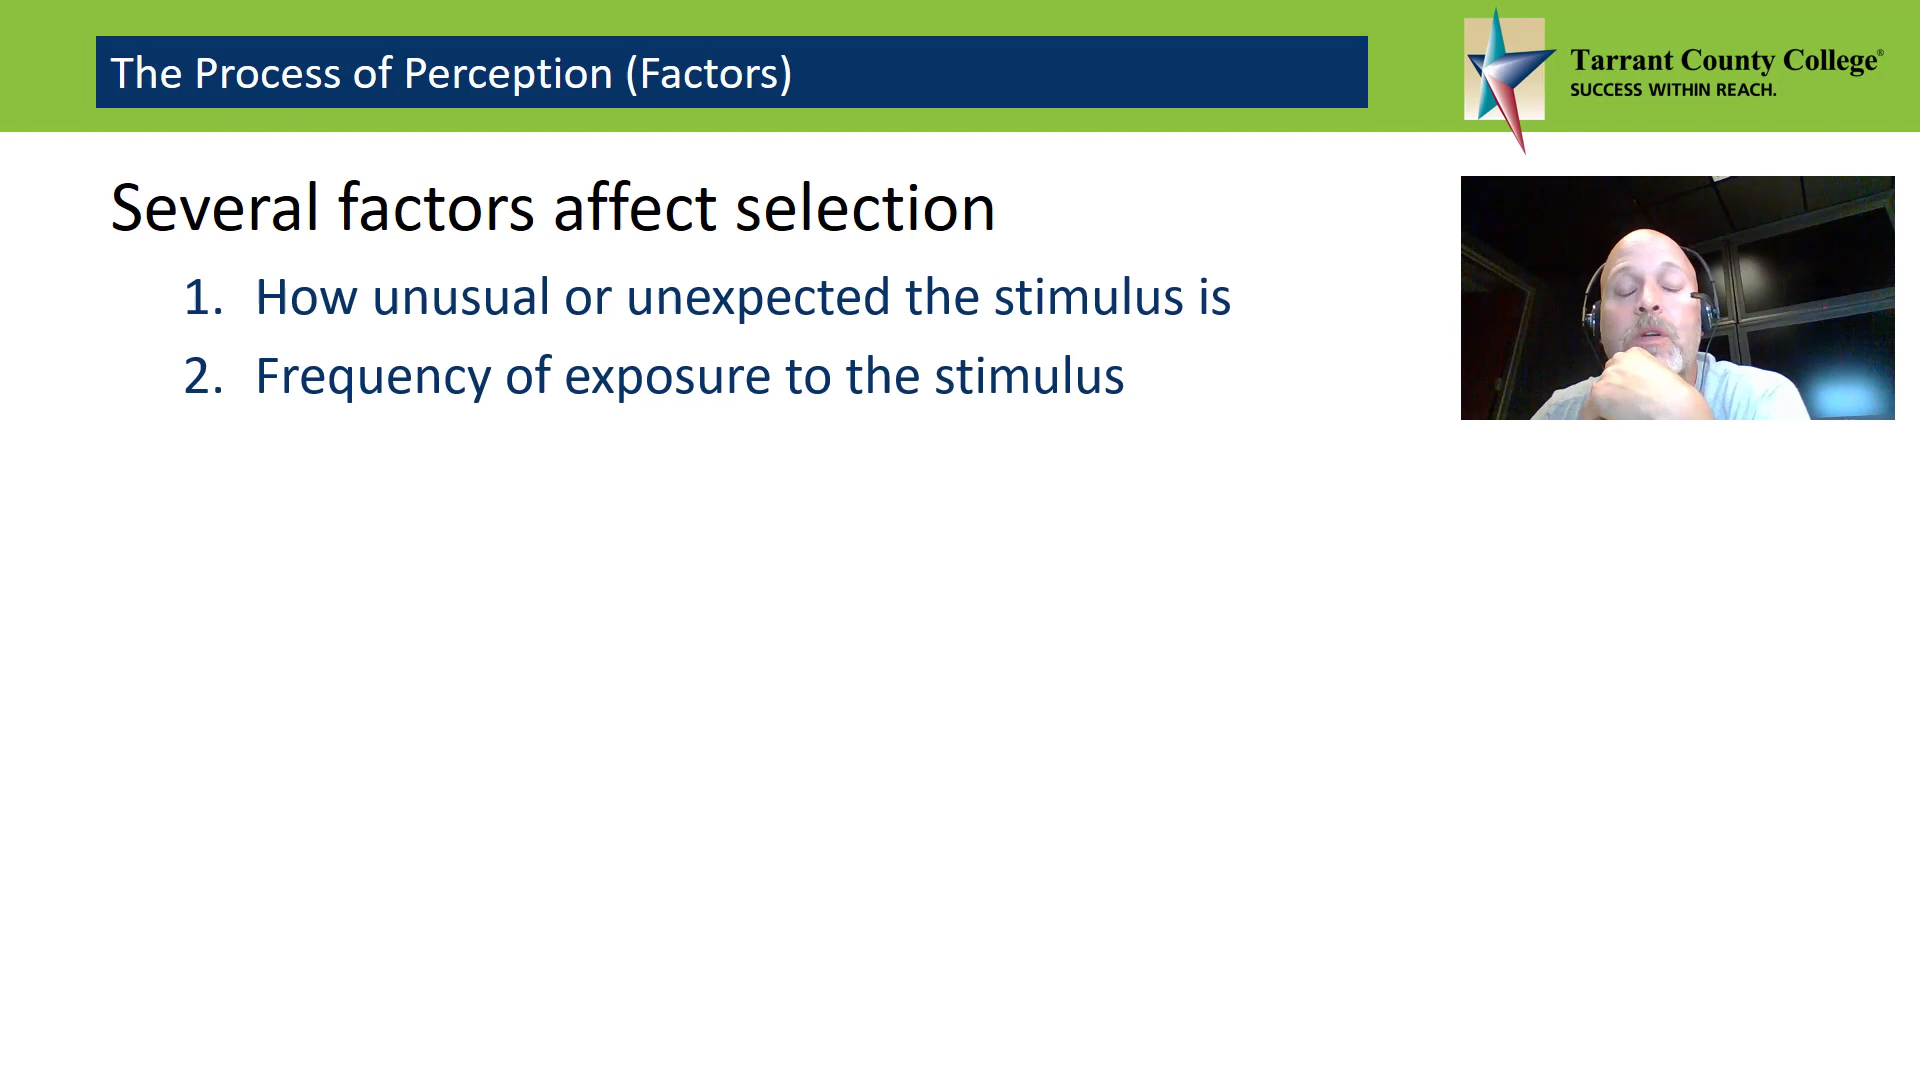 The Process of Perception (Factors)
Tarrant County College®
SUCCESS WITHIN REACH.
Several factors affect selection
1. How unusual or unexpected the stimulus is
2. Frequency of exposure to the stimulus